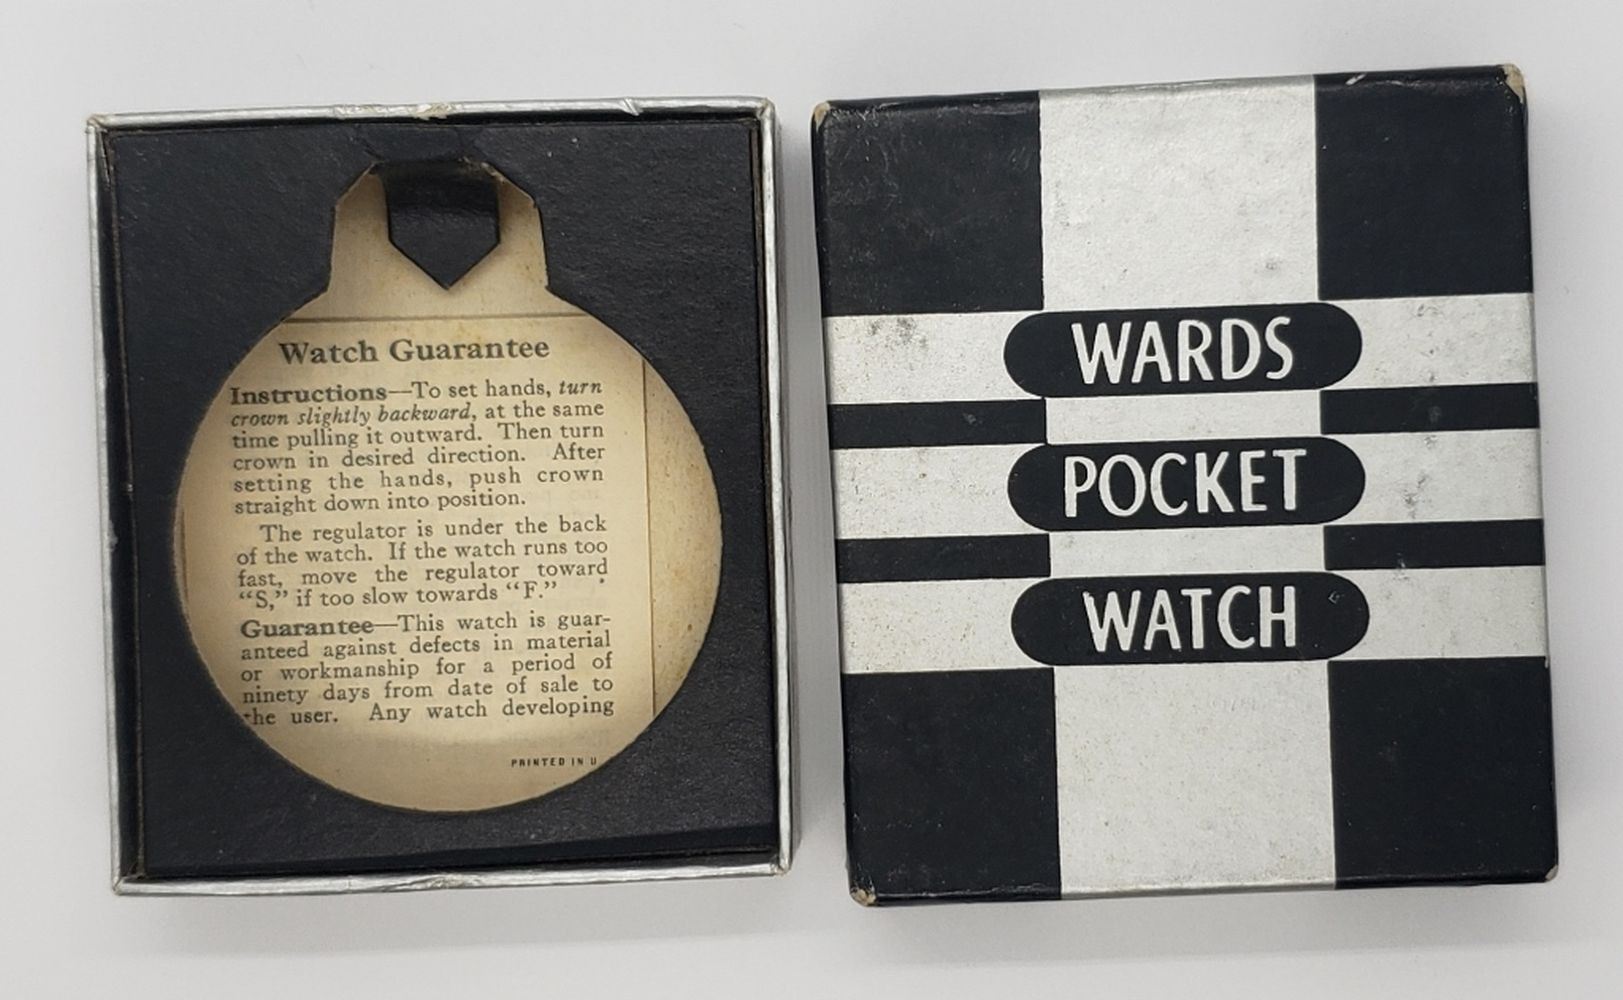 Watch Guarantee
Instructions—To set hands, turn
crown slightly backward, at the same
time pulling it outward. Then turn
crown in desired direction. After
setting the hands, push crown
straight down into position.
The regulator is under the back
of the watch. If the watch runs too
fast, move the regulator toward
“S,” if too slow towards “F.”
Guarantee—This watch is guar-
anteed against defects in material
or workmanship for a period of
ninety days from date of sale to
the user. Any watch developing
PRINTED IN U
WARDS
POCKET
WATCH